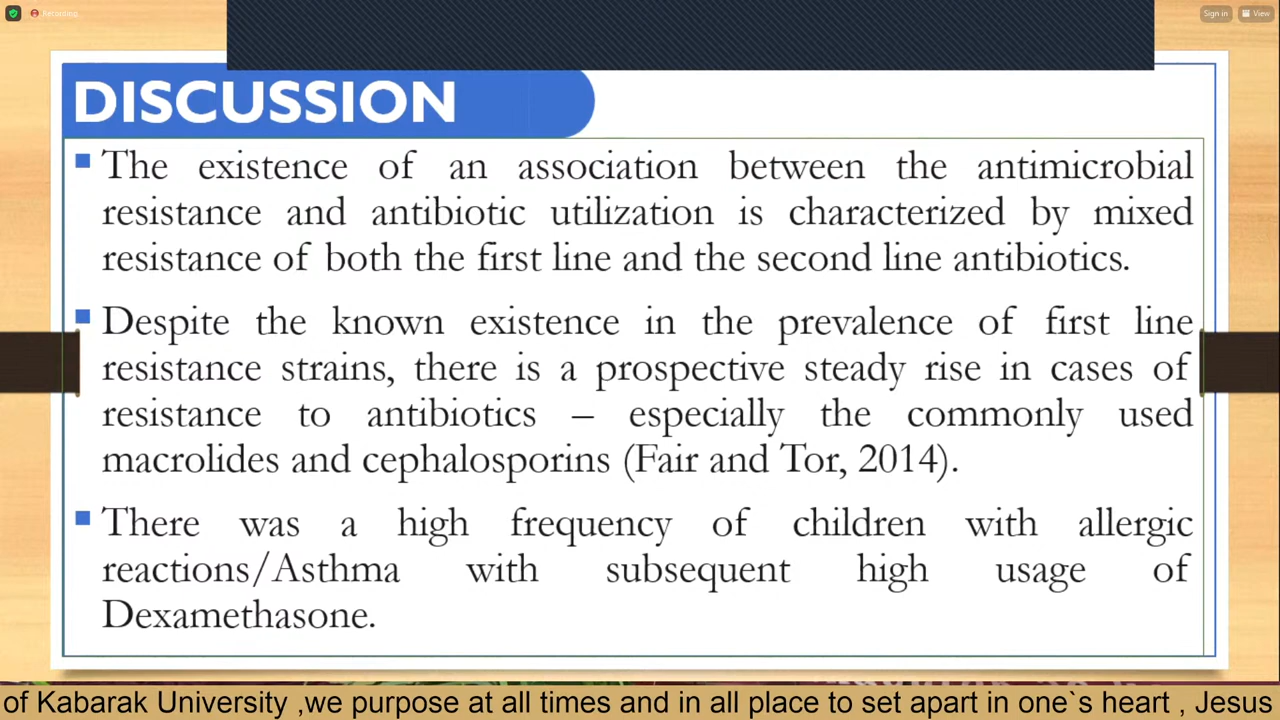 Recording
Sign in
View
DISCUSSION
The existence of an association between the antimicrobial
resistance and antibiotic utilization is characterized by mixed
resistance of both the first line and the second line antibiotics.
Despite the known existence in the prevalence of first line
resistance strains, there is a prospective steady rise in cases of
resistance to antibiotics – especially the commonly used
macrolides and cephalosporins (Fair and Tor, 2014).
There was a high frequency of children with allergic
reactions/Asthma with subsequent high usage of
Dexamethasone.
of Kabarak University ,we purpose at all times and in all place to set apart in one`s heart , Jesus